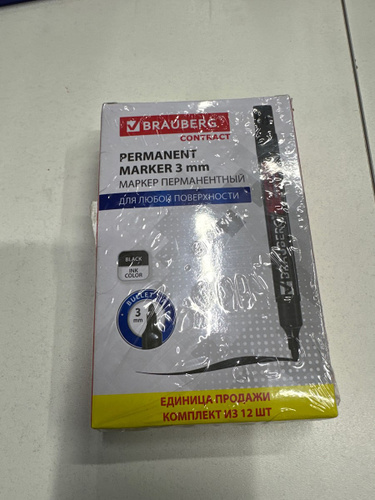 BRAUBERG
CONTRACT
PERMANENT
MARKER 3 mm
МАРКЕР ПЕРМАНЕНТНЫЙ
ДЛЯ ЛЮБОЙ ПОВЕРХНОСТИ
BLACK
INK
COLOR
BULLET
3
mm
BRAUBERG
ЕДИНИЦА ПРОДАЖИ
КОМПЛЕКТ ИЗ 12 ШТ